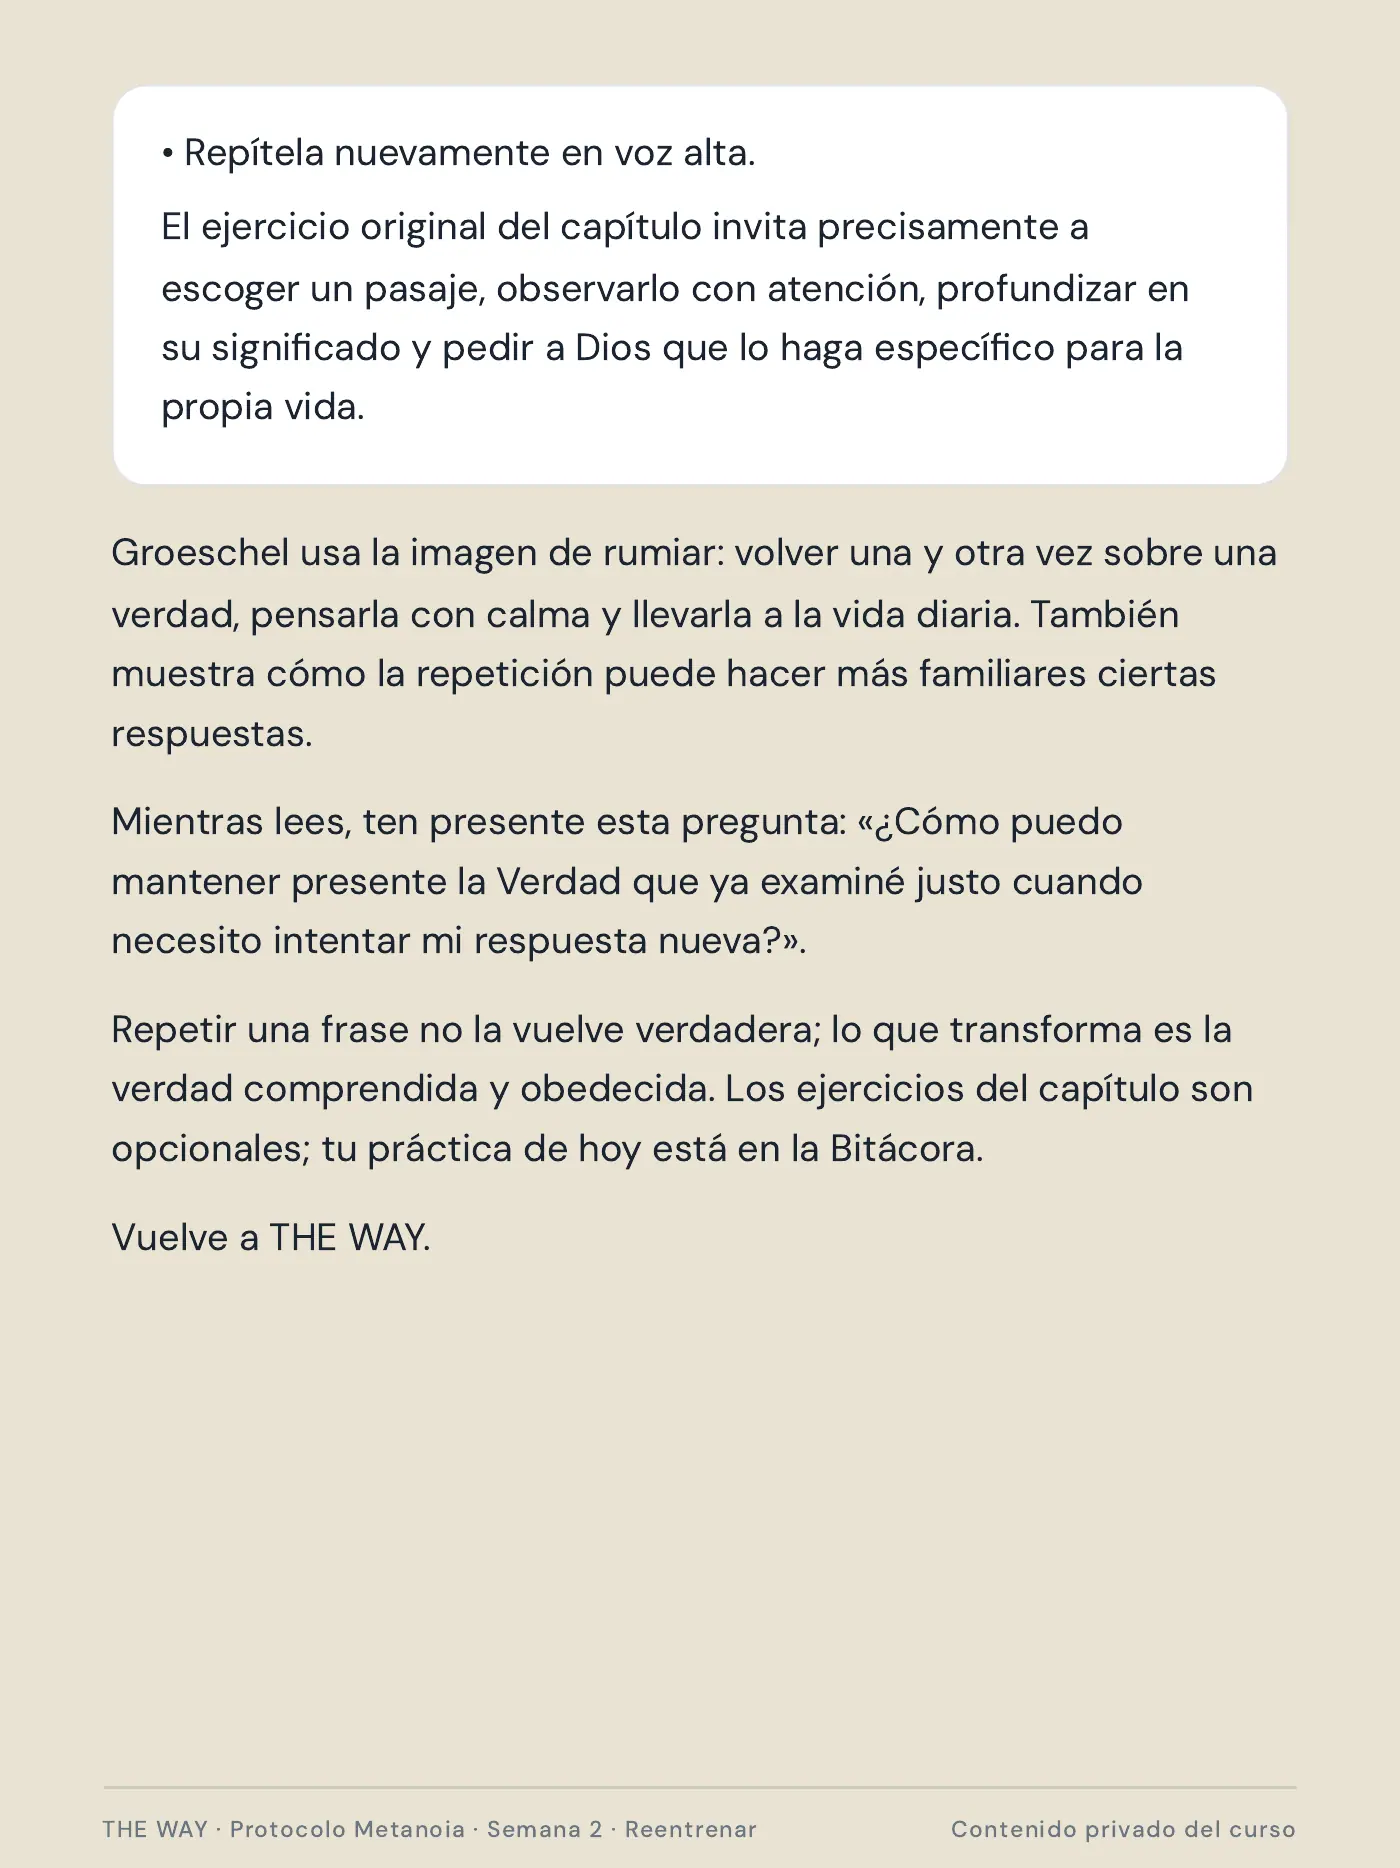 • Repítela nuevamente en voz alta.
El ejercicio original del capítulo invita precisamente a
escoger un pasaje, observarlo con atención, profundizar en
su significado y pedir a Dios que lo haga específico para la
propia vida.
Groeschel usa la imagen de rumiar: volver una y otra vez sobre una
verdad, pensarla con calma y llevarla a la vida diaria. También
muestra cómo la repetición puede hacer más familiares ciertas
respuestas.
Mientras lees, ten presente esta pregunta: «¿Cómo puedo
mantener presente la Verdad que ya examiné justo cuando
necesito intentar mi respuesta nueva?».
Repetir una frase no la vuelve verdadera; lo que transforma es la
verdad comprendida y obedecida. Los ejercicios del capítulo son
opcionales; tu práctica de hoy está en la Bitácora.
Vuelve a THE WAY.
THE WAY · Protocolo Metanoia · Semana 2 · Reentrenar
Contenido privado del curso